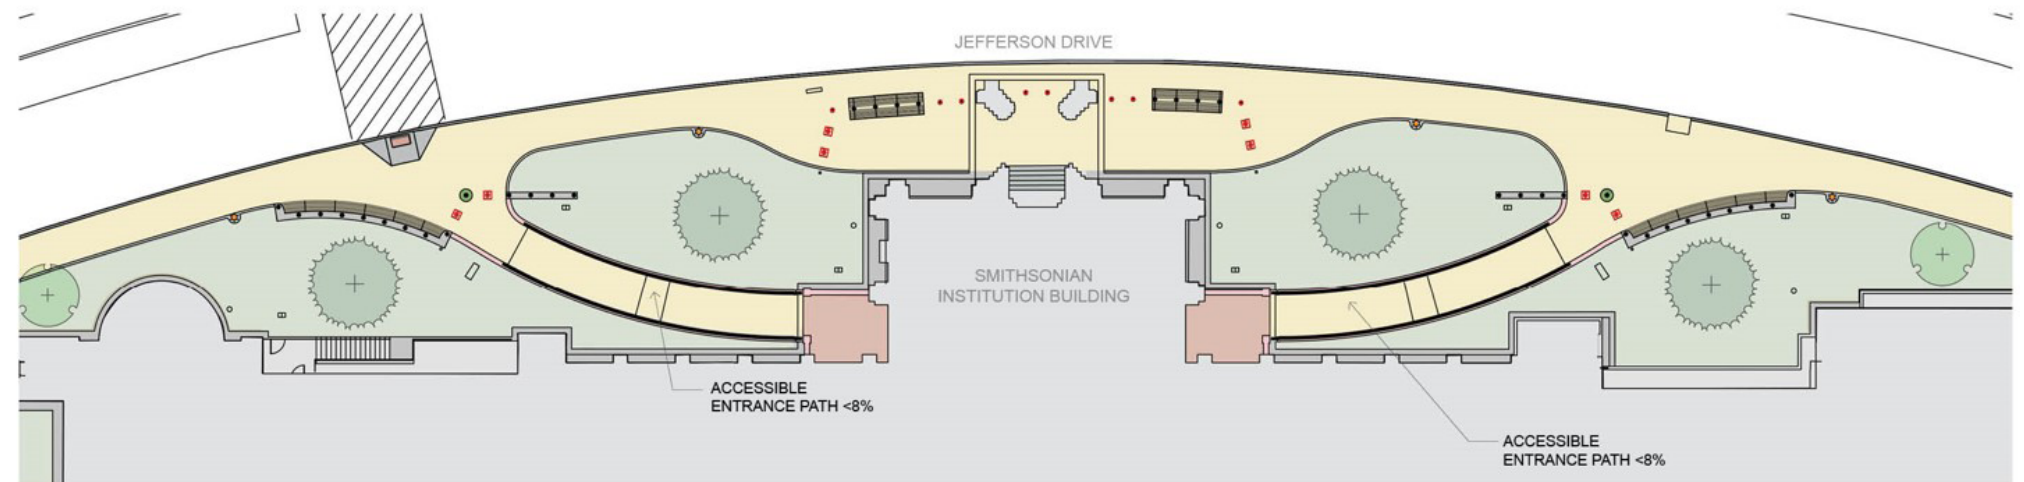 JEFFERSON DRIVE
SMITHSONIAN
INSTITUTION BUILDING
ACCESSIBLE
ENTRANCE PATH <8%
ACCESSIBLE
ENTRANCE PATH <8%